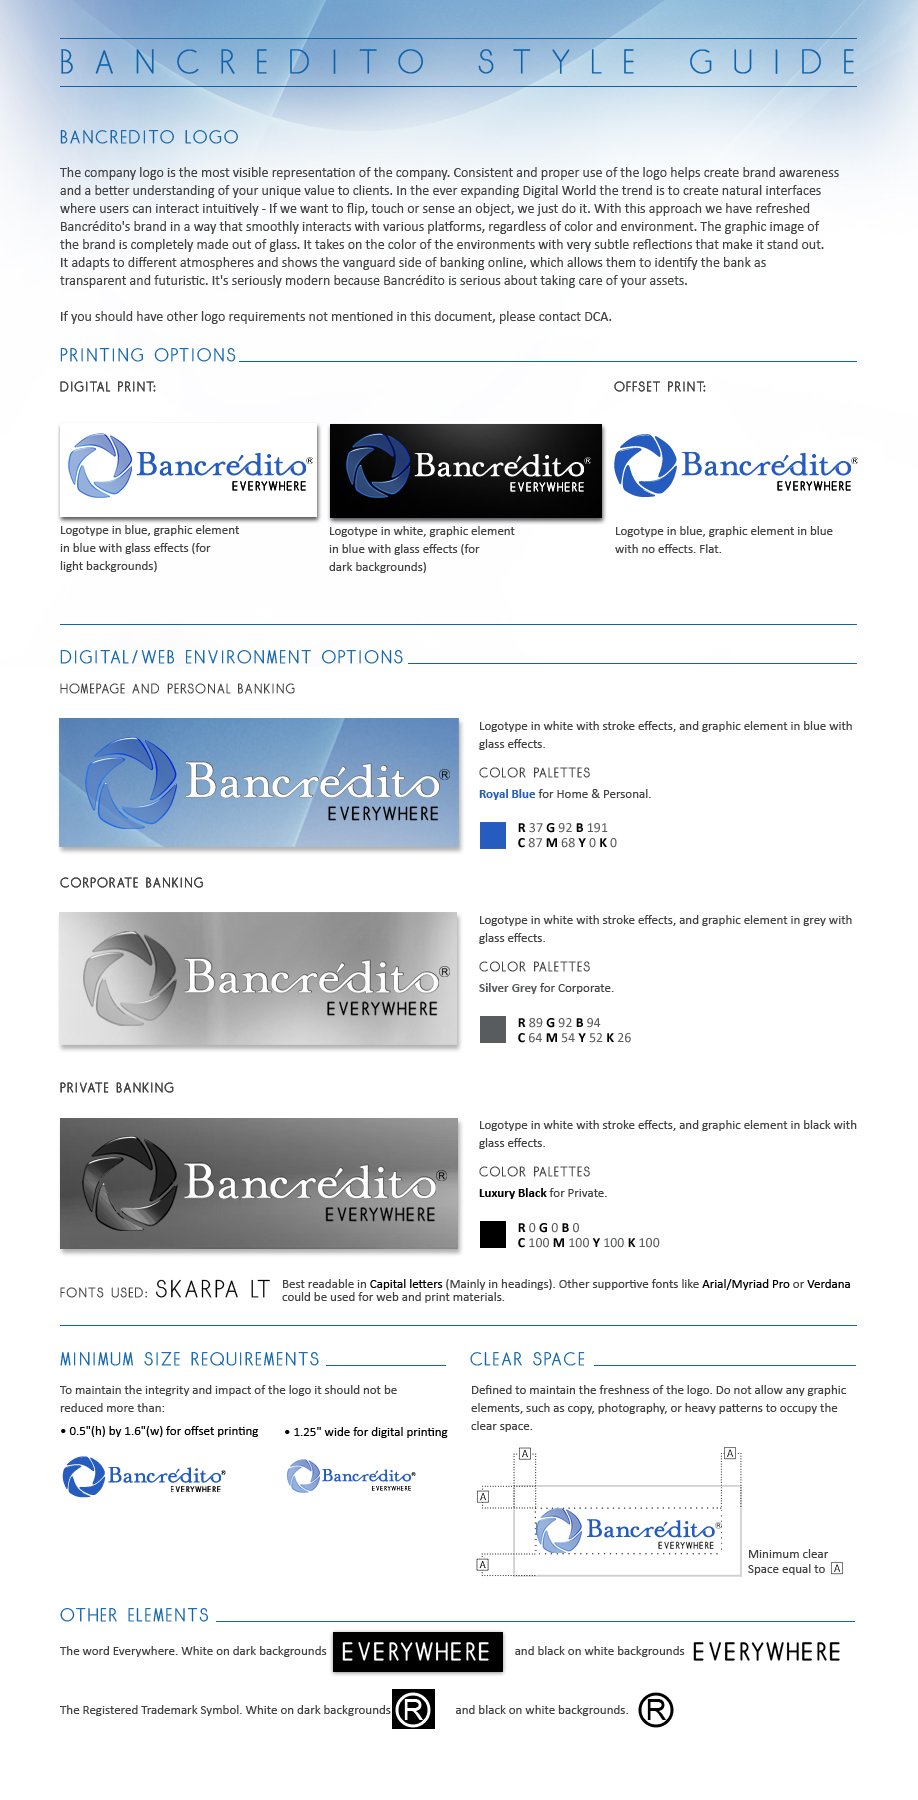 BANCREDITO STYLE GUIDE
BANCREDITO LOGO
The company logo is the most visible representation of the company. Consistent and proper use of the logo helps create brand awareness
and a better understanding of your unique value to clients. In the ever expanding Digital World the trend is to create natural interfaces
where users can interact intuitively - If we want to flip, touch or sense an object, we just do it. With this approach we have refreshed
Bancrédito's brand in a way that smoothly interacts with various platforms, regardless of color and environment. The graphic image of
the brand is completely made out of glass. It takes on the color of the environments with very subtle reflections that make it stand out.
It adapts to different atmospheres and shows the vanguard side of banking online, which allows them to identify the bank as
transparent and futuristic. It's seriously modern because Bancrédito is serious about taking care of your assets.
If you should have other logo requirements not mentioned in this document, please contact DCA.
PRINTING OPTIONS
DIGITAL PRINT:
OFFSET PRINT:
Bancrédito®
EVERYWHERE
Bancrédito®
EVERYWHERE
Bancrédito®
EVERYWHERE
Logotype in blue, graphic element
in blue with glass effects (for
light backgrounds)
Logotype in white, graphic element
in blue with glass effects (for
dark backgrounds)
Logotype in blue, graphic element in blue
with no effects. Flat.
DIGITAL/WEB ENVIRONMENT OPTIONS
HOMEPAGE AND PERSONAL BANKING
Bancrédito®
EVERYWHERE
Logotype in white with stroke effects, and graphic element in blue with
glass effects.
COLOR PALETTES
Royal Blue for Home & Personal.
R 37 G 92 B 191
C 87 M 68 Y 0 K 0
CORPORATE BANKING
Bancrédito®
EVERYWHERE
Logotype in white with stroke effects, and graphic element in grey with
glass effects.
COLOR PALETTES
Silver Grey for Corporate.
R 89 G 92 B 94
C 64 M 54 Y 52 K 26
PRIVATE BANKING
Bancrédito®
EVERYWHERE
Logotype in white with stroke effects, and graphic element in black with
glass effects.
COLOR PALETTES
Luxury Black for Private.
R 0 G 0 B 0
C 100 M 100 Y 100 K 100
FONTS USED: SKARPA LT
Best readable in Capital letters (Mainly in headings). Other supportive fonts like Arial/Myriad Pro or Verdana
could be used for web and print materials.
MINIMUM SIZE REQUIREMENTS
To maintain the integrity and impact of the logo it should not be
reduced more than:
• 0.5"(h) by 1.6"(w) for offset printing
• 1.25" wide for digital printing
Bancrédito®
EVERYWHERE
Bancrédito®
EVERYWHERE
CLEAR SPACE
Defined to maintain the freshness of the logo. Do not allow any graphic
elements, such as copy, photography, or heavy patterns to occupy the
clear space.
A
A
A
Bancrédito®
EVERYWHERE
A
Minimum clear
Space equal to A
OTHER ELEMENTS
The word Everywhere. White on dark backgrounds EVERYWHERE and black on white backgrounds EVERYWHERE
The Registered Trademark Symbol. White on dark backgrounds ® and black on white backgrounds. ®